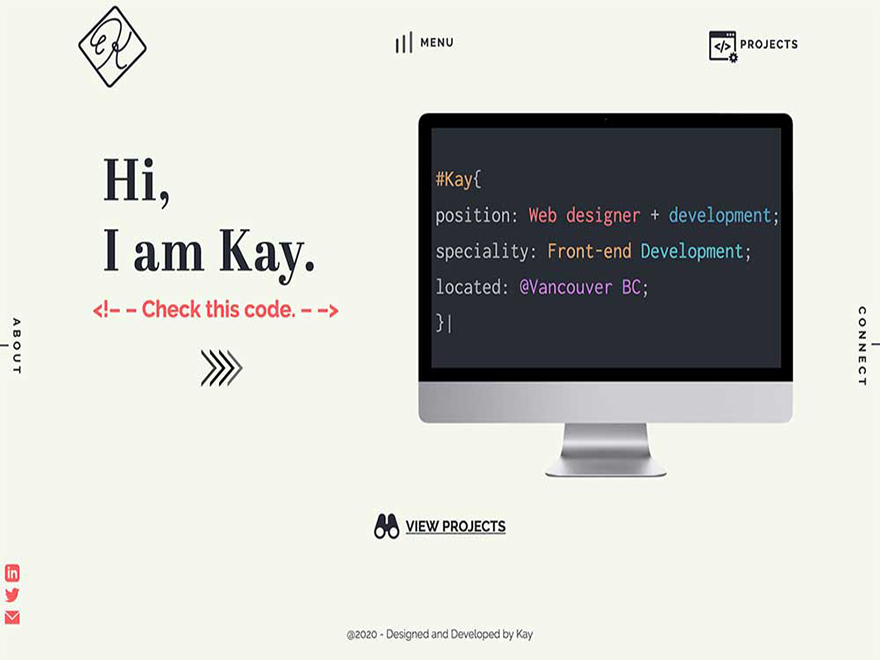 MENU
PROJECTS
Hi,
I am Kay.
<!– – Check this code. – –>
#Kay{
position: Web designer + development;
speciality: Front-end Development;
located: @Vancouver BC;
}|
ABOUT
CONNECT
VIEW PROJECTS
@2020 - Designed and Developed by Kay